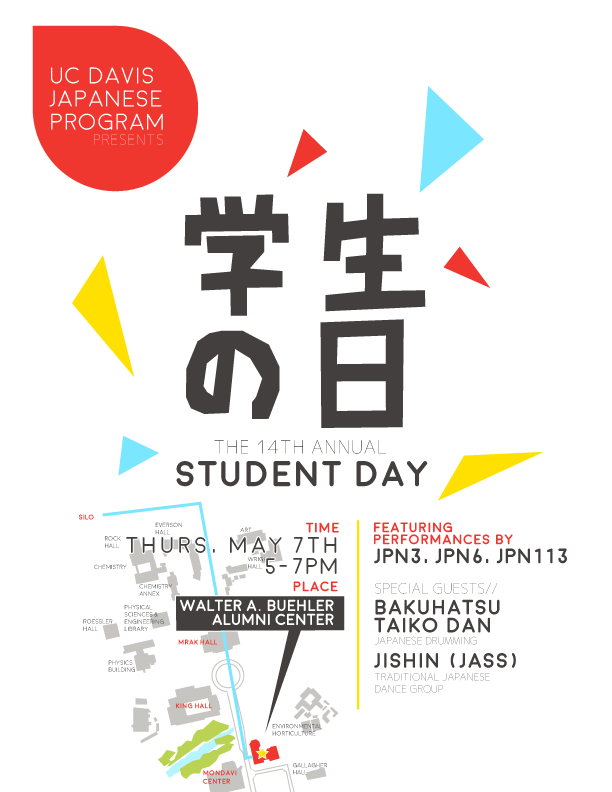 UC DAVIS
JAPANESE
PROGRAM
PRESENTS
学生
の日
THE 14TH ANNUAL
STUDENT DAY
TIME
THURS. MAY 7TH
5-7PM
PLACE
WALTER A. BUEHLER
ALUMNI CENTER
FEATURING
PERFORMANCES BY
JPN3. JPN6. JPN113
SPECIAL GUESTS//
BAKUHATSU
TAIKO DAN
JAPANESE DRUMMING
JISHIN (JASS)
TRADITIONAL JAPANESE
DANCE GROUP
SILO
EVERSON
HALL
ART
ROCK
HALL
WRIGHT
HALL
CHEMISTRY
CHEMISTRY
ANNEX
PHYSICAL
SCIENCES &
ENGINEERING
LIBRARY
ROESSLER
HALL
MRAK HALL
PHYSICS
BUILDING
KING HALL
ENVIRONMENTAL
HORTICULTURE
MONDAVI
CENTER
GALLAGHER
HALL